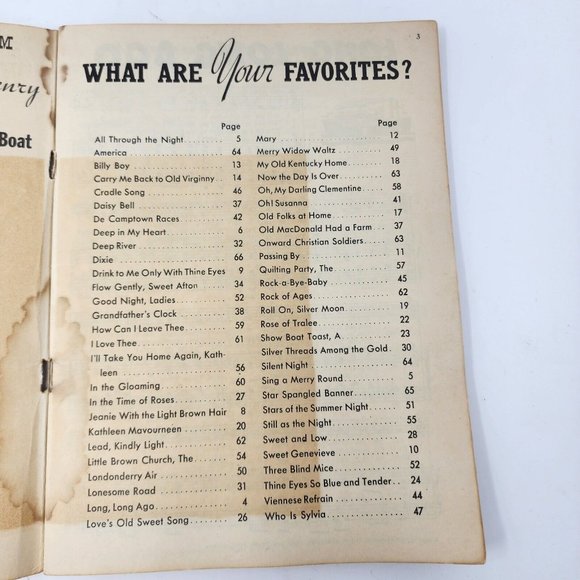 M
enry
Boat
3
WHAT ARE Your FAVORITES?
Page
All Through the Night........ 5
America.................... 64
Billy Boy.................... 13
Carry Me Back to Old Virginny.. 14
Cradle Song................. 46
Daisy Bell................... 37
De Camptown Races........... 42
Deep in My Heart............. 6
Deep River.................. 32
Dixie....................... 66
Drink to Me Only With Thine Eyes 9
Flow Gently, Sweet Afton....... 34
Good Night, Ladies........... 52
Grandfather's Clock........... 38
How Can I Leave Thee......... 59
I Love Thee.................. 61
I'll Take You Home Again, Kath-
leen...................... 56
In the Gloaming.............. 60
In the Time of Roses........... 27
Jeanie With the Light Brown Hair 8
Kathleen Mavourneen.......... 20
Lead, Kindly Light............. 62
Little Brown Church, The........ 54
Londonderry Air.............. 50
Lonesome Road............... 31
Long, Long Ago............... 4
Love's Old Sweet Song......... 26
Page
Mary....................... 12
Merry Widow Waltz........... 49
My Old Kentucky Home........ 18
Now the Day Is Over.......... 63
Oh, My Darling Clementine..... 58
Oh! Susanna................. 41
Old Folks at Home............ 17
Old MacDonald Had a Farm.... 37
Onward Christian Soldiers...... 63
Passing By................... 11
Quilting Party, The............ 57
Rock-a-Bye-Baby............. 45
Rock of Ages................ 62
Roll On, Silver Moon.......... 19
Rose of Tralee............... 22
Show Boat Toast, A........... 23
Silver Threads Among the Gold. 30
Silent Night.................. 64
Sing a Merry Round........... 5
Star Spangled Banner......... 65
Stars of the Summer Night...... 51
Still as the Night.............. 55
Sweet and Low............... 28
Sweet Genevieve............. 10
Three Blind Mice............. 52
Thine Eyes So Blue and Tender.. 24
Viennese Refrain............. 44
Who Is Sylvia................ 47